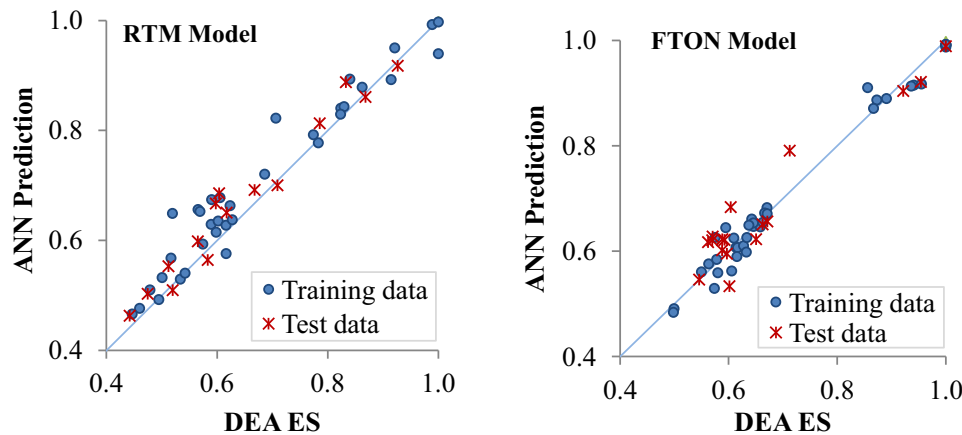 RTM Model
ANN Prediction
1.0
0.8
0.6
0.4
0.4 0.6 0.8 1.0
DEA ES
Training data
Test data
FTON Model
ANN Prediction
1.0
0.8
0.6
0.4
0.4 0.6 0.8 1.0
DEA ES
Training data
Test data